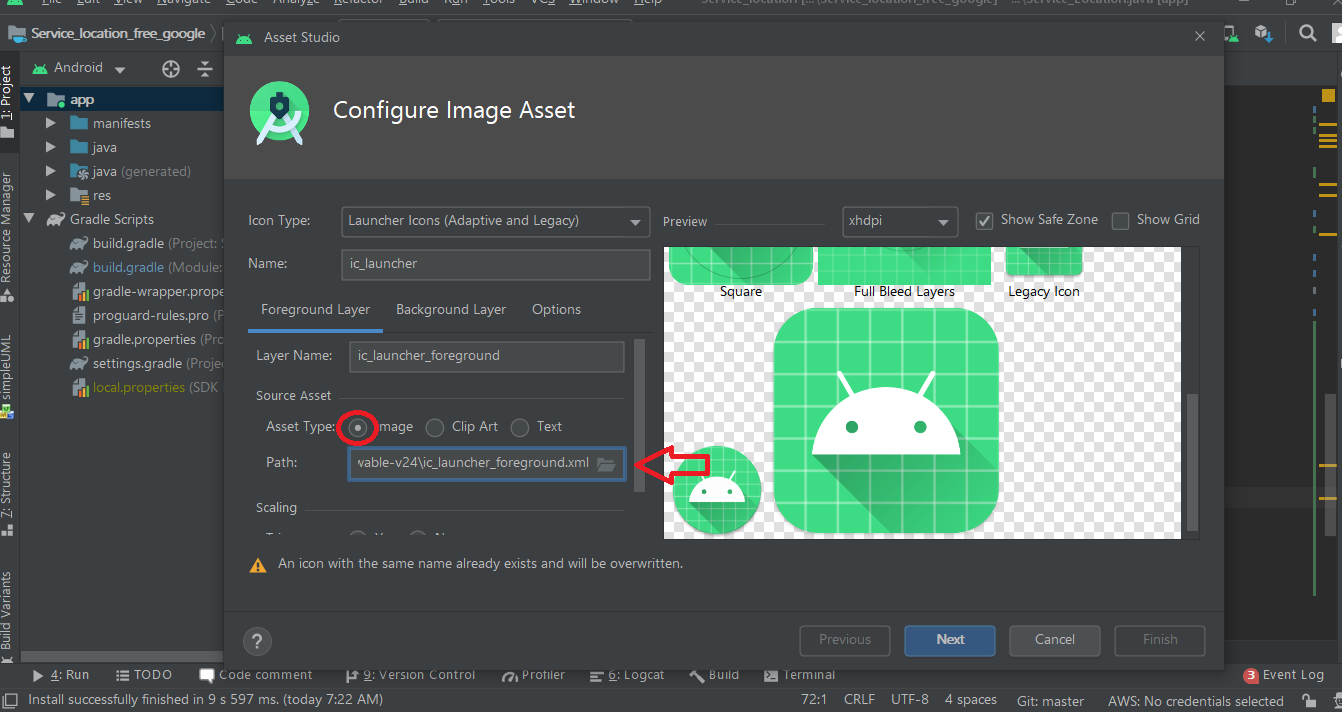 File Edit View Navigate Code Analyze Refactor Build Run Tools VCS Window Help
Service_location_free_google
Asset Studio
Android
1: Project
Configure Image Asset
app
manifests
java
java (generated)
res
Gradle Scripts
build.gradle (Project: S
build.gradle (Module:
gradle-wrapper.prope
proguard-rules.pro (P
gradle.properties (Pro
settings.gradle (Projec
local.properties (SDK
Resource Manager
simpleUML
7: Structure
Build Variants
Icon Type: Launcher Icons (Adaptive and Legacy)
Name: ic_launcher
Foreground Layer Background Layer Options
Layer Name: ic_launcher_foreground
Source Asset
Asset Type: Image Clip Art Text
Path: vable-v24\ic_launcher_foreground.xml
Scaling
Preview xhdpi Show Safe Zone Show Grid
Square Full Bleed Layers Legacy Icon
An icon with the same name already exists and will be overwritten.
? Previous Next Cancel Finish
4: Run TODO Code comment 9: Version Control Profiler 6: Logcat Build Terminal 3 Event Log
Install successfully finished in 9 s 597 ms. (today 7:22 AM) 72:1 CRLF UTF-8 4 spaces Git: master AWS: No credentials selected